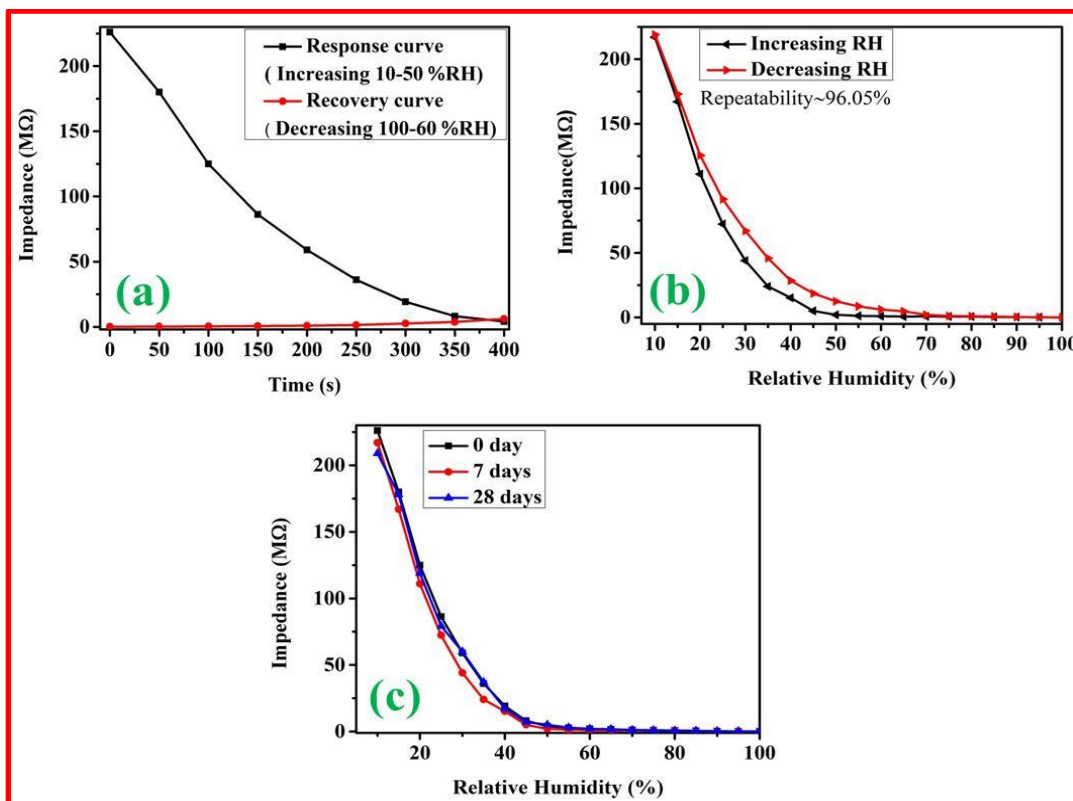 Impedance (MΩ)
200
150
100
50
0
Response curve
( Increasing 10-50 %RH)
Recovery curve
( Decreasing 100-60 %RH)
(a)
0 50 100 150 200 250 300 350 400
Time (s)
Impedance(MΩ)
200
150
100
50
0
Increasing RH
Decreasing RH
Repeatability~96.05%
(b)
10 20 30 40 50 60 70 80 90 100
Relative Humidity (%)
Impedance (MΩ)
200
150
100
50
0
0 day
7 days
28 days
(c)
20 40 60 80 100
Relative Humidity (%)